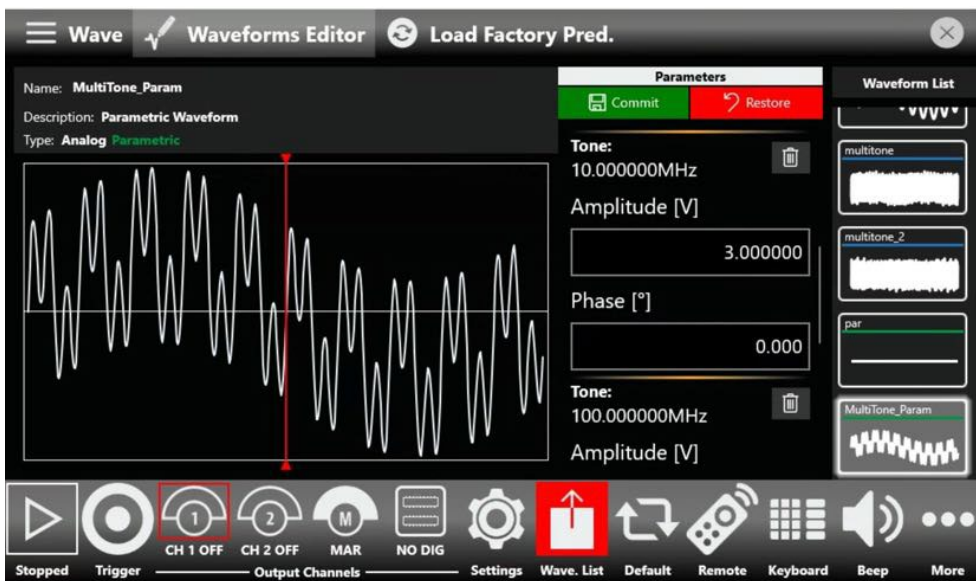 Wave
Waveforms Editor
Load Factory Pred.
Name: MultiTone_Param
Description: Parametric Waveform
Type: Analog Parametric
Parameters
Commit
Restore
Tone:
10.000000MHz
Amplitude [V]
3.000000
Phase [°]
0.000
Tone:
100.000000MHz
Amplitude [V]
Waveform List
multitone
multitone_2
par
MultiTone_Param
1
2
M
CH 1 OFF
CH 2 OFF
MAR
NO DIG
Stopped
Trigger
Output Channels
Settings
Wave. List
Default
Remote
Keyboard
Beep
More